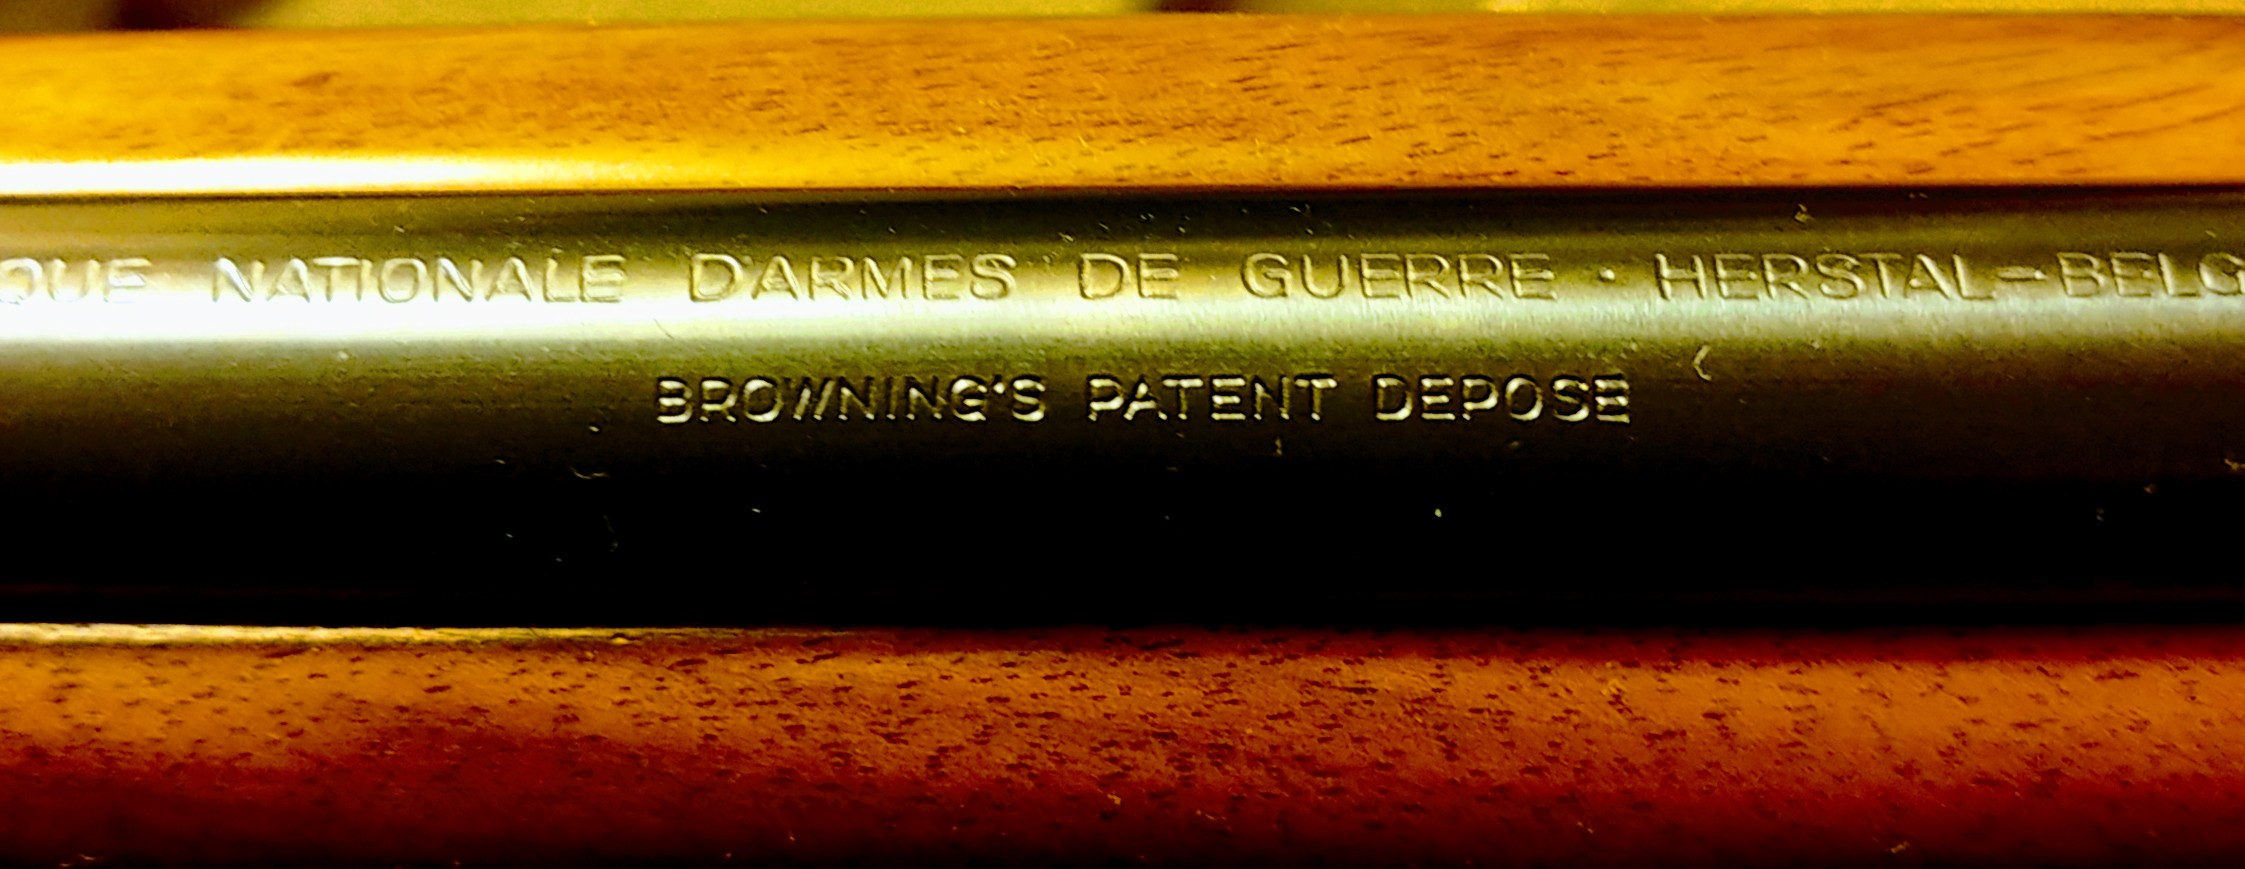 QUE NATIONALE D'ARMES DE GUERRE · HERSTAL-BELG
BROWNING'S PATENT DEPOSE